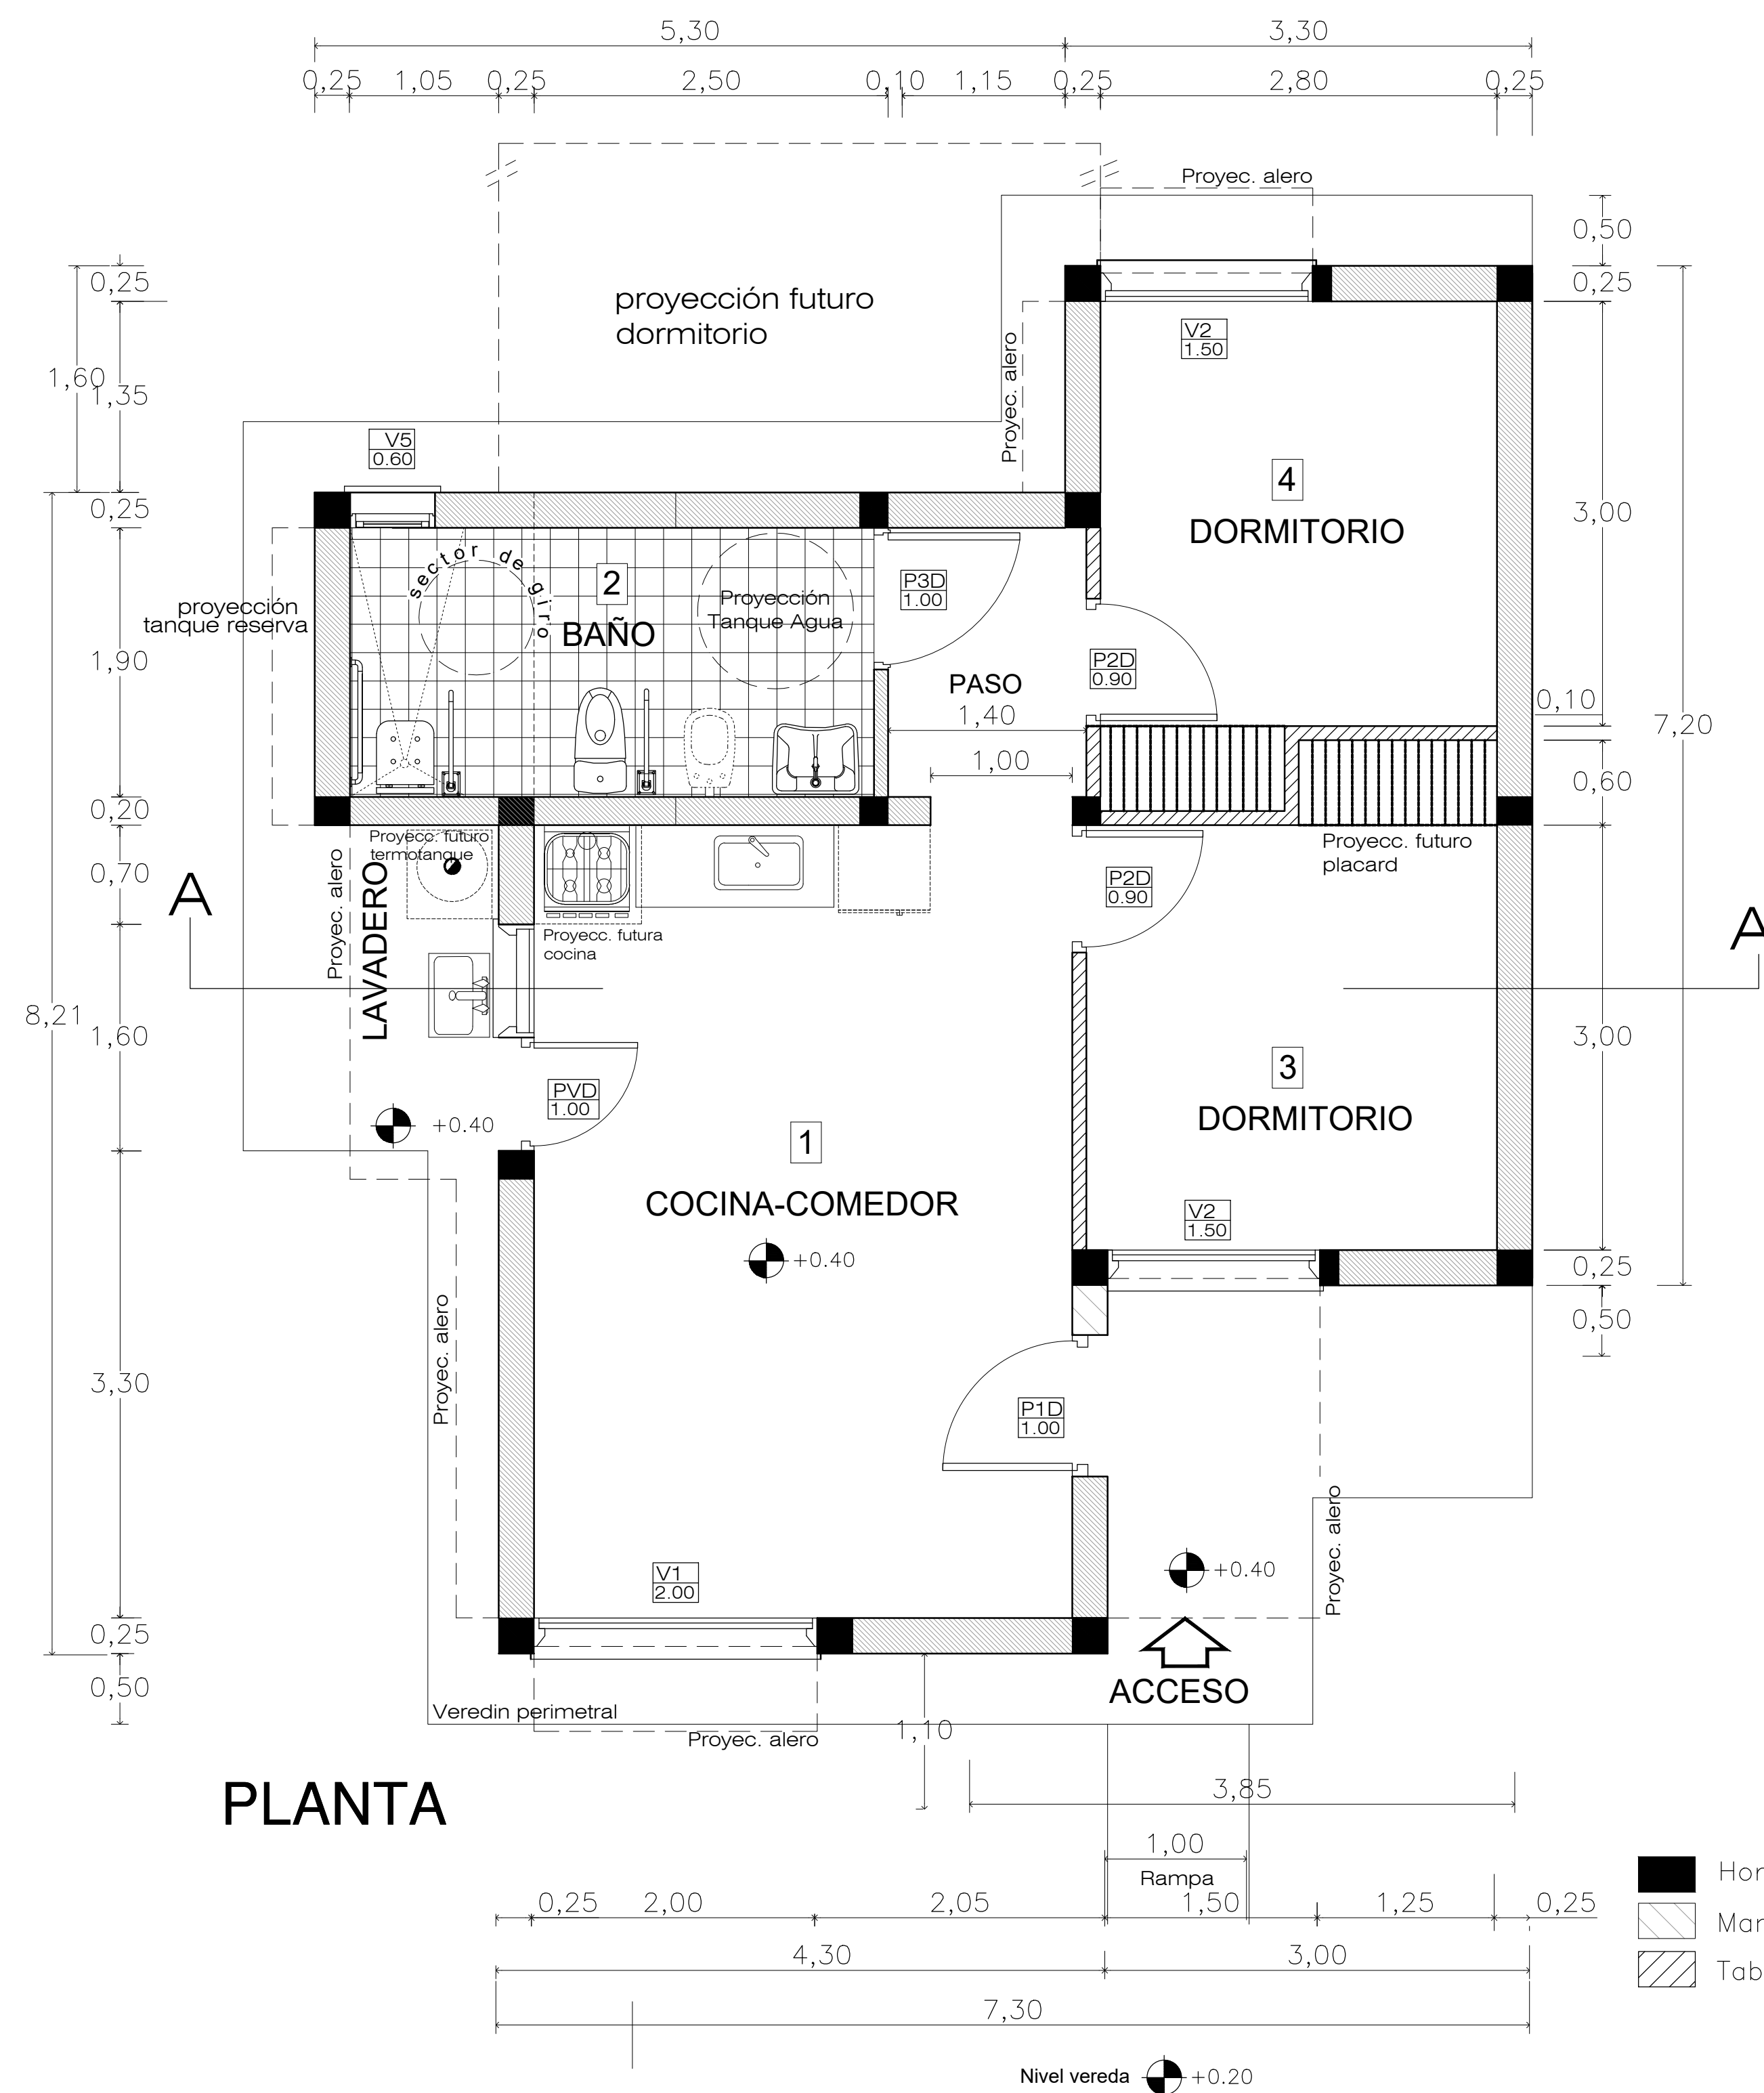 5,30
3,30
0,25
1,05
0,25
2,50
0,10
1,15
0,25
2,80
0,25
Proyec. alero
0,50
0,25
0,25
proyección futuro
dormitorio
V2
1.50
Proyec. alero
1,60
1,35
V5
0.60
4
DORMITORIO
0,25
3,00
sector de giro
2
BAÑO
Proyección
Tanque Agua
P3D
1.00
proyección
tanque reserva
1,90
P2D
0.90
PASO
1,40
0,10
7,20
1,00
0,60
0,20
Proyecc. futuro
termotanque
Proyecc. futuro
placard
0,70
A
Proyec. alero
LAVADERO
P2D
0.90
A
Proyecc. futura
cocina
8,21
1,60
3,00
3
DORMITORIO
PVD
1.00
+0.40
1
COCINA-COMEDOR
+0.40
V2
1.50
0,25
0,50
Proyec. alero
3,30
P1D
1.00
Proyec. alero
V1
2.00
+0.40
0,25
0,50
ACCESO
Veredin perimetral
Proyec. alero
1,10
PLANTA
3,85
1,00
Rampa
0,25
2,00
2,05
1,50
1,25
0,25
4,30
3,00
7,30
Hor
Mar
Tab
Nivel vereda
+0.20